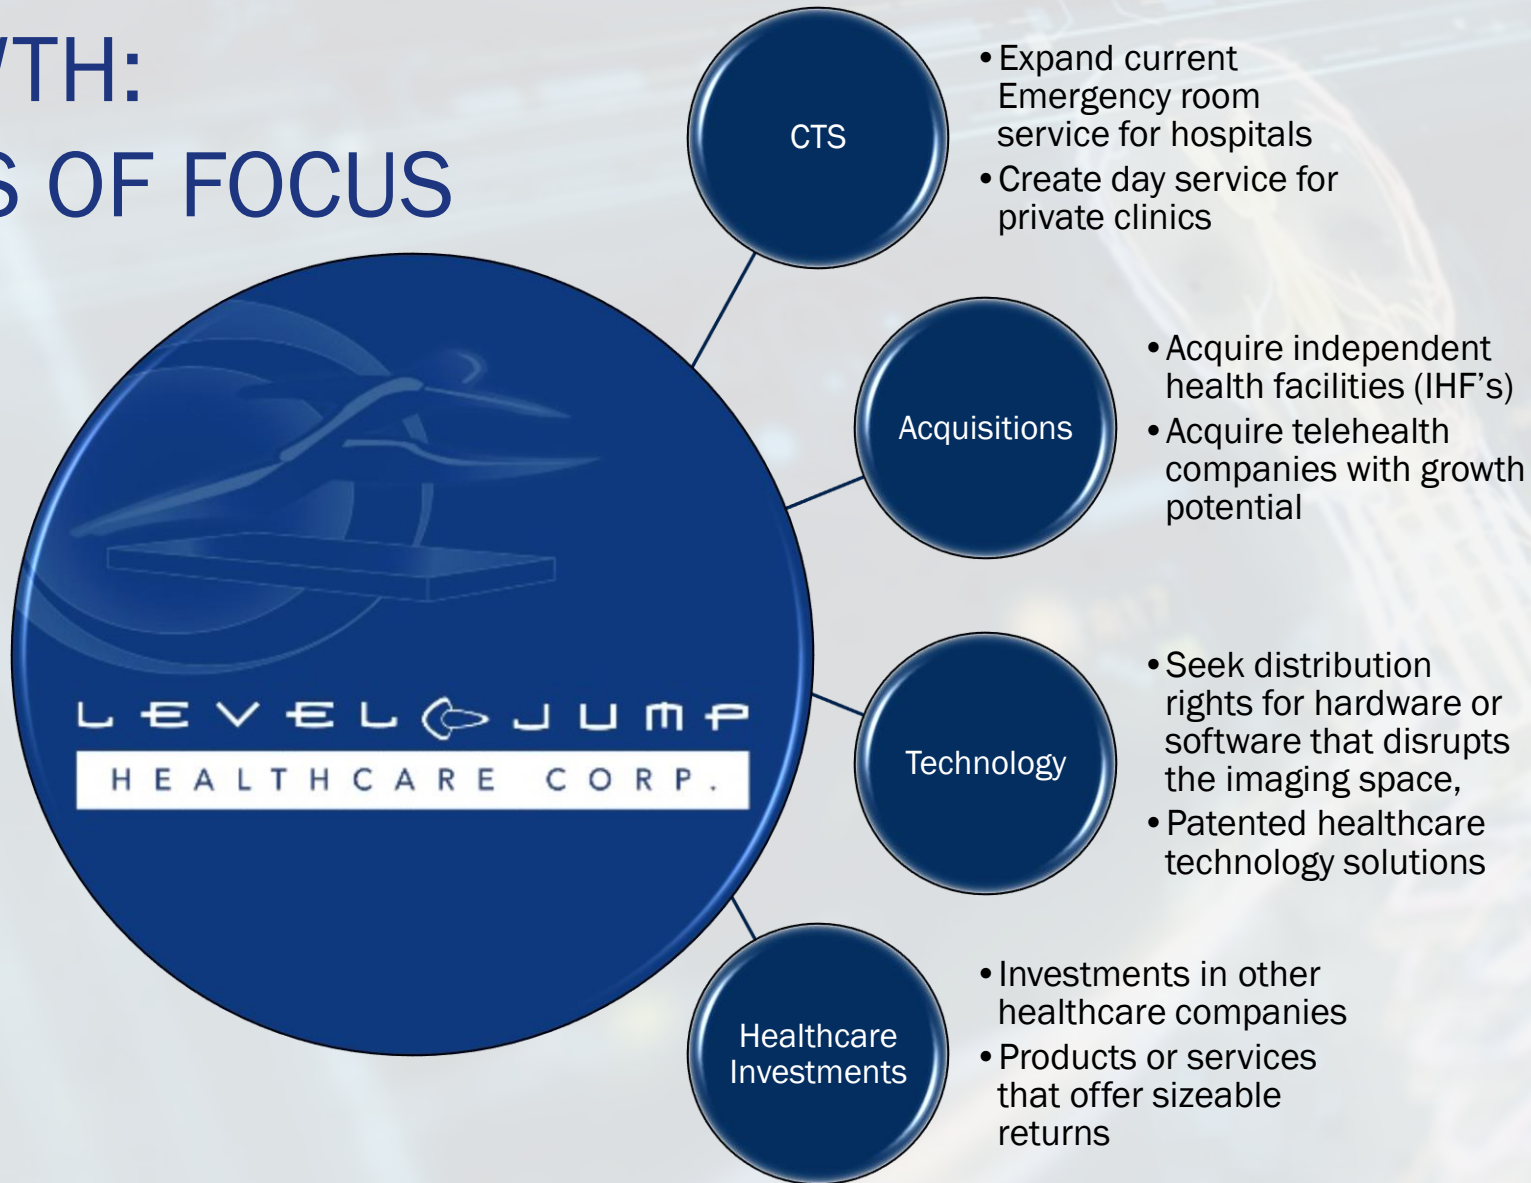 WTH:
S OF FOCUS
LEVEL JUMP
HEALTHCARE CORP.
CTS
• Expand current
Emergency room
service for hospitals
• Create day service for
private clinics
Acquisitions
• Acquire independent
health facilities (IHF’s)
• Acquire telehealth
companies with growth
potential
Technology
• Seek distribution
rights for hardware or
software that disrupts
the imaging space,
• Patented healthcare
technology solutions
Healthcare
Investments
• Investments in other
healthcare companies
• Products or services
that offer sizeable
returns